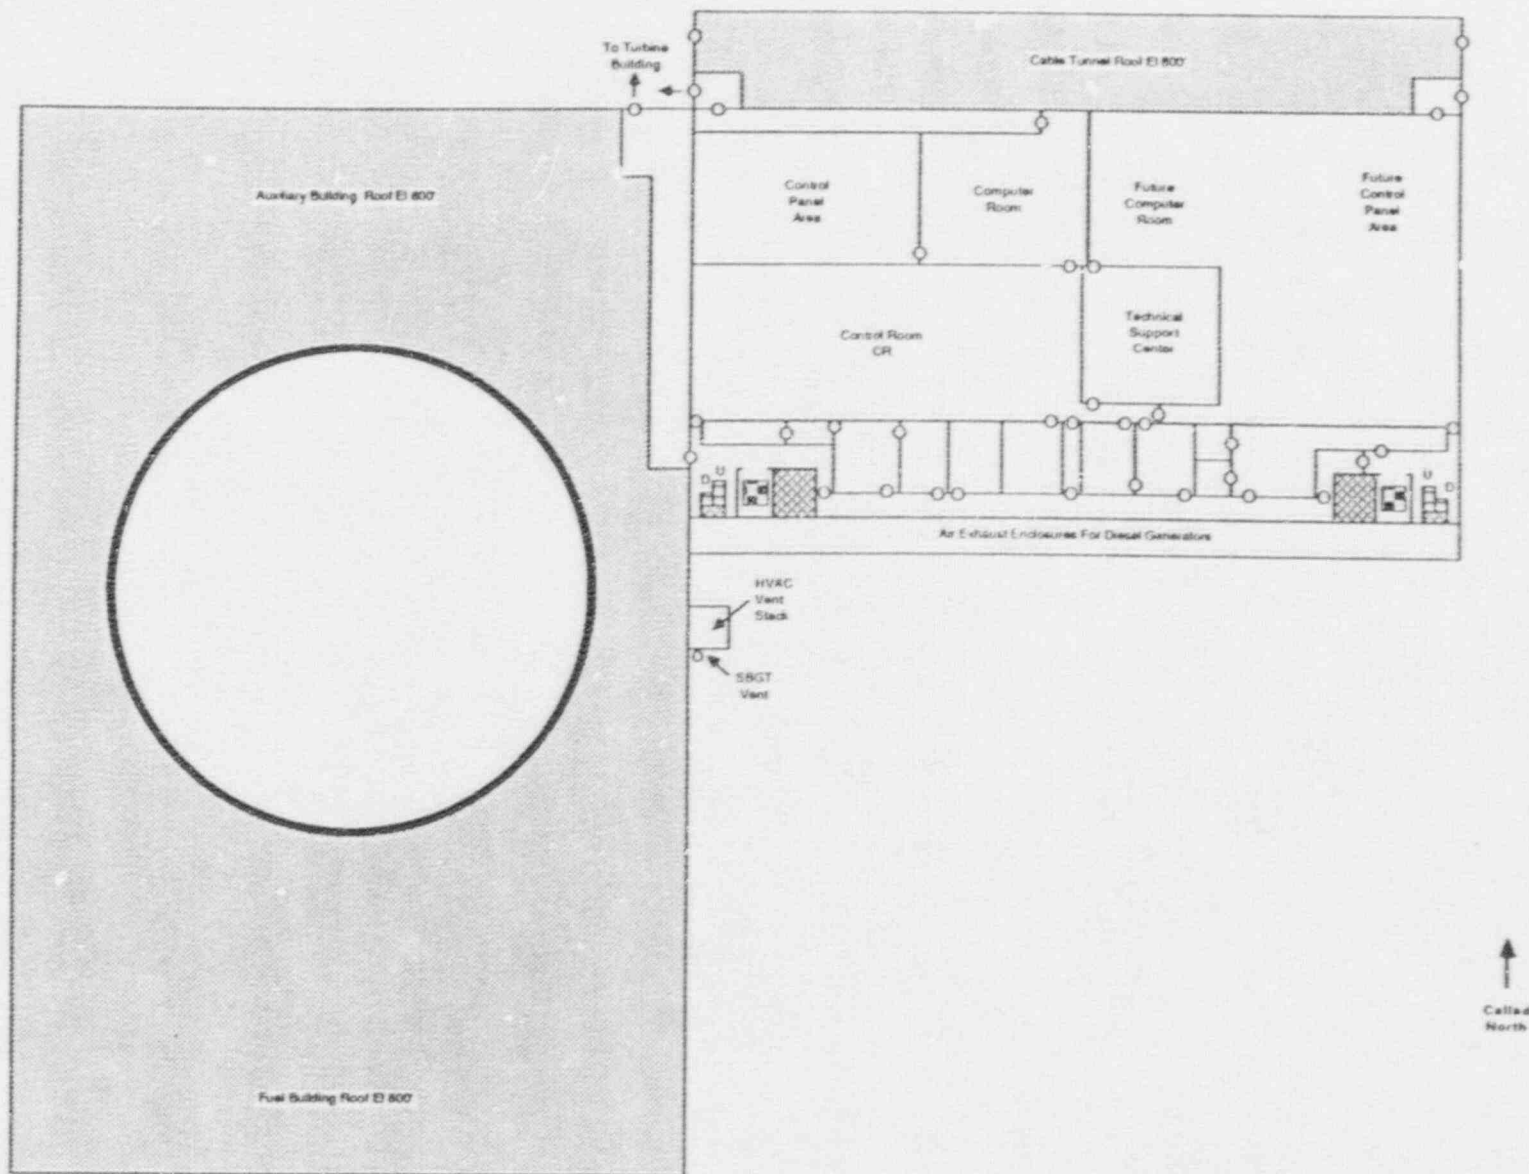 To Turbine
Building
Cable Tunnel Roof El 800'
Auxiliary Building Roof El 800'
Control
Panel
Area
Computer
Room
Future
Computer
Room
Future
Control
Panel
Area
Control Room
CR
Technical
Support
Center
D
U
U
D
Air Exhaust Enclosures For Diesel Generators
HVAC
Vent
Stack
SBGT
Vent
Called
North
Fuel Building Roof El 800'